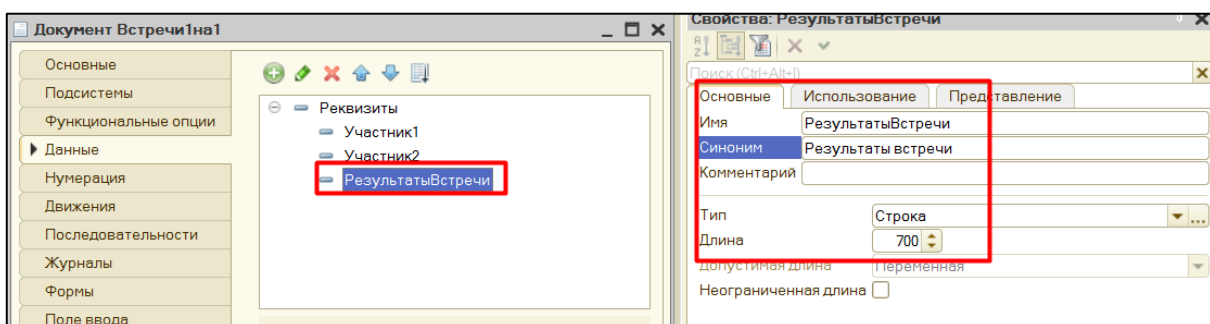 Документ Встречи1на1
Основные
Подсистемы
Функциональные опции
Данные
Нумерация
Движения
Последовательности
Журналы
Формы
Поле ввода
Реквизиты
Участник1
Участник2
РезультатыВстречи
Свойства: РезультатыВстречи
Поиск (Ctrl+Alt+I)
Основные Использование Представление
Имя РезультатыВстречи
Синоним Результаты встречи
Комментарий
Тип Строка
Длина 700
Допустимая длина Переменная
Неограниченная длина